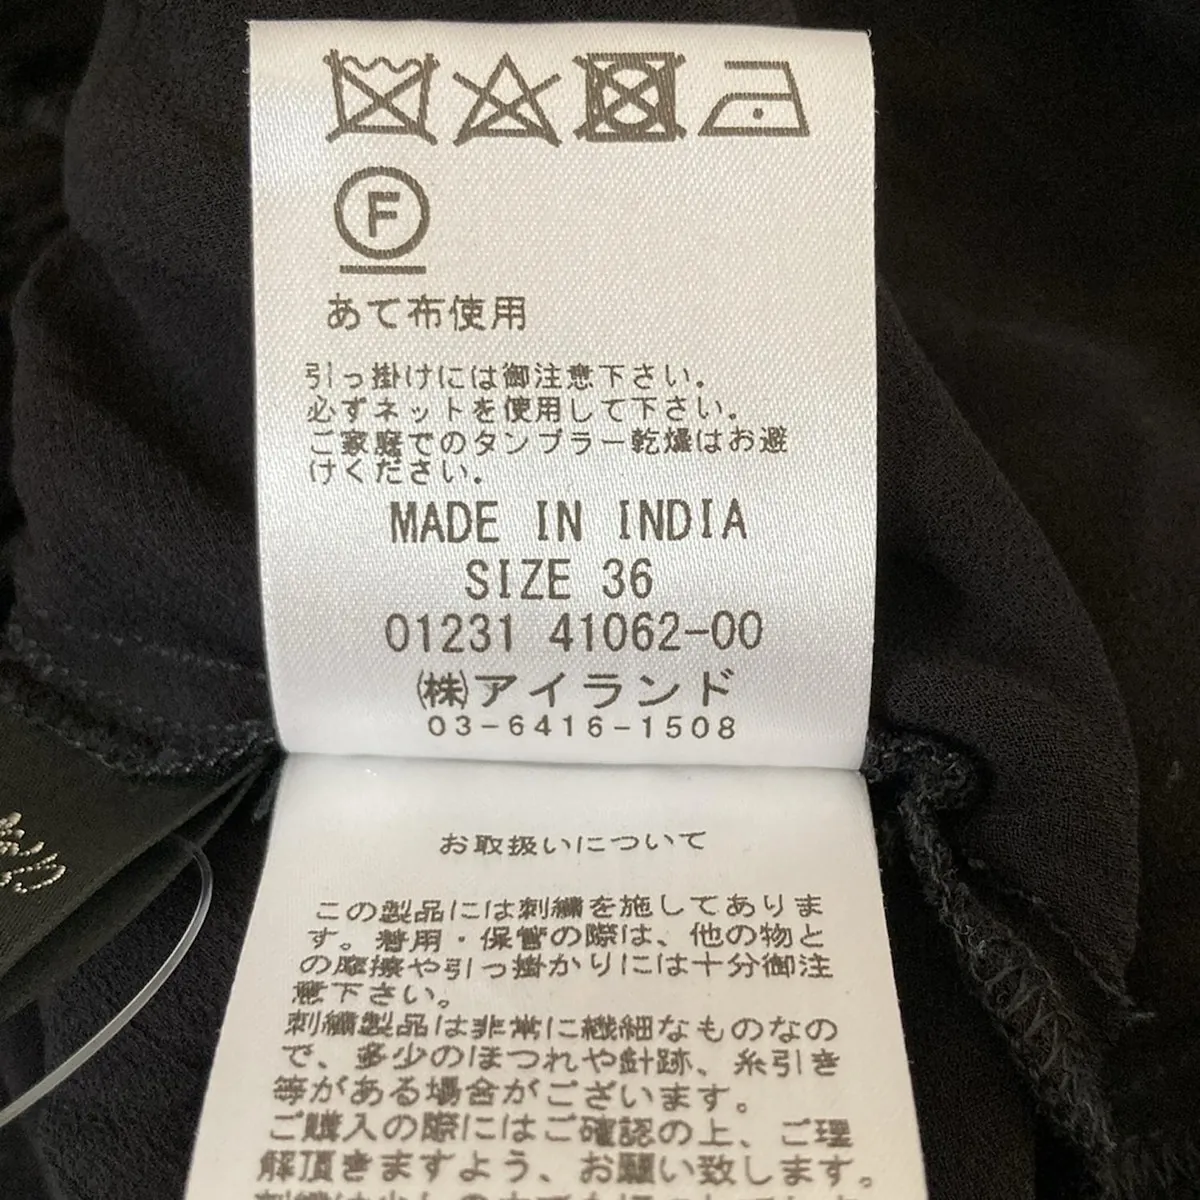 F
あて布使用
引っ掛けには御注意下さい。
必ずネットを使用して下さい。
ご家庭でのタンブラー乾燥はお避
けください。
MADE IN INDIA
SIZE 36
01231 41062-00
㈱アイランド
03-6416-1508
お取扱いについて
この製品には刺繍を施してありま
す。着用・保管の際は、他の物と
の摩擦や引っ掛かりには十分御注
意下さい。
刺繍製品は非常に繊細なものなの
で、多少のほつれや針跡、糸引き
等がある場合がございます。
ご購入の際にはご確認の上、ご理
解頂きますよう、お願い致します。